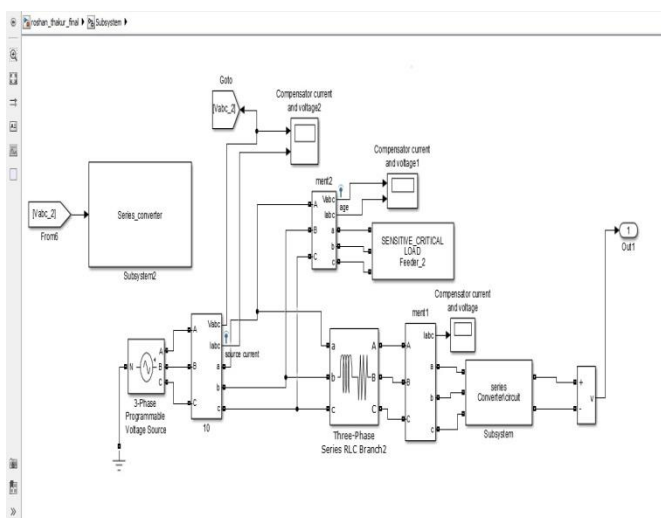 roshan_thakur_final ▶ Subsystem ▶
Goto
[Vabc_2]
Compensator current
and voltage2
Compensator current
and voltage1
ment2
Vabc
Iabc
age
A
B
C
a
b
c
SENSITIVE_CRITICAL
LOAD
Feeder_2
Series_converter
[Vabc_2]
From6
Subsystem2
1
Out1
Compensator current
and voltage
ment1
Iabc
A
B
C
a
b
c
Vabc
Iabc
source current
A
B
C
a
b
c
10
N
A
B
C
3-Phase
Programmable
Voltage Source
a
b
c
A
B
C
Three-Phase
Series RLC Branch2
series
Converter\circuit
Subsystem
+
-
v